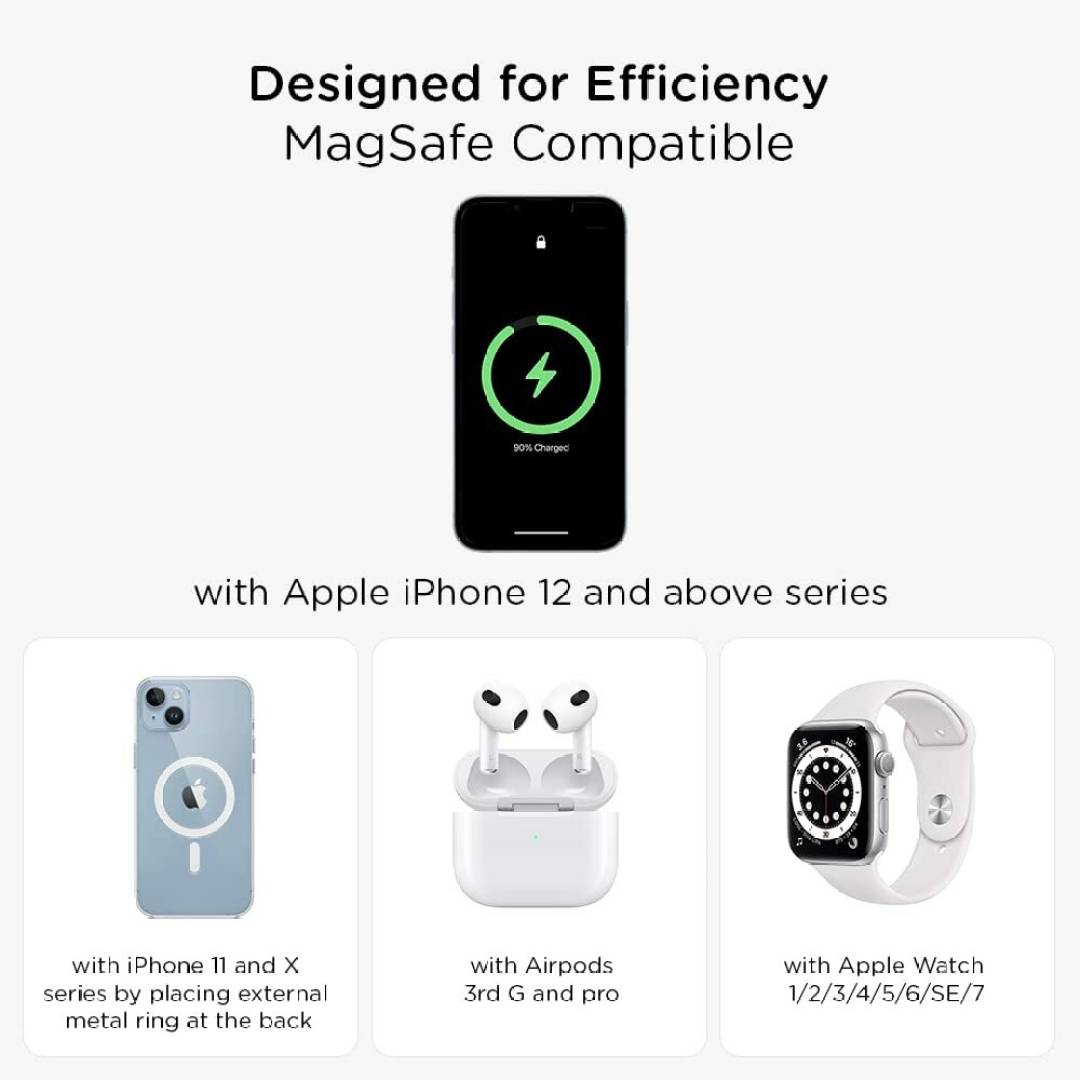 Designed for Efficiency
MagSafe Compatible
90% Charged
with Apple iPhone 12 and above series
with iPhone 11 and X
series by placing external
metal ring at the back
with Airpods
3rd G and pro
with Apple Watch
1/2/3/4/5/6/SE/7